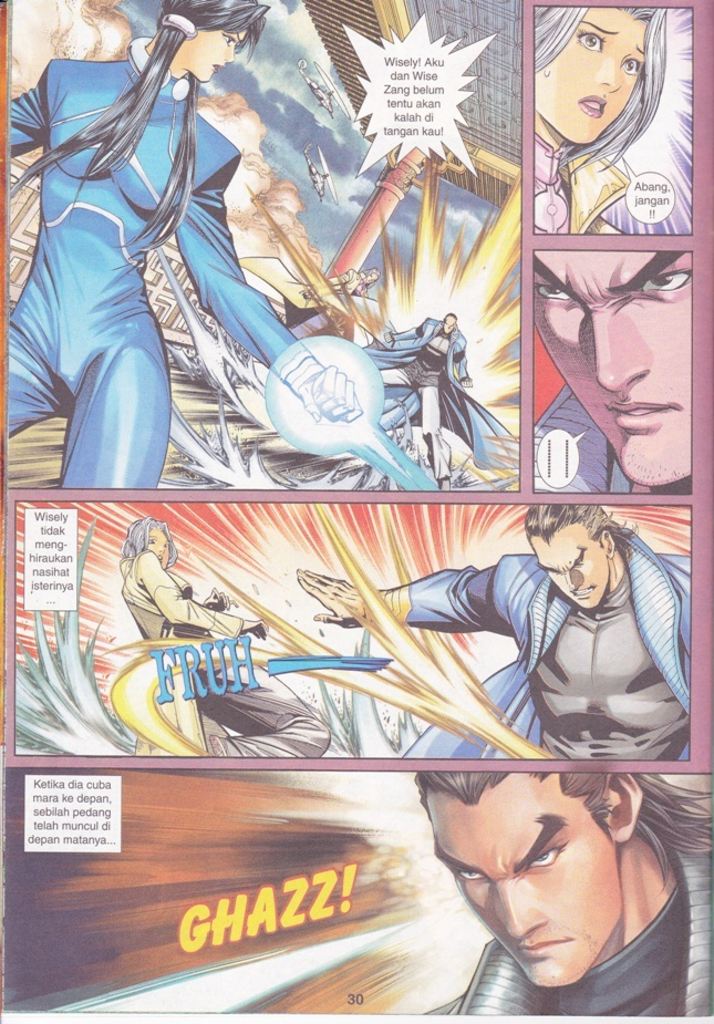 Wisely! Aku
dan Wise
Zang belum
tentu akan
kalah di
tangan kau!
Abang,
jangan
!!
!!
Wisely
tidak
meng-
hiraukan
nasihat
isterinya
...
FRUH
Ketika dia cuba
mara ke depan,
sebilah pedang
telah muncul di
depan matanya...
GHAZZ!
30